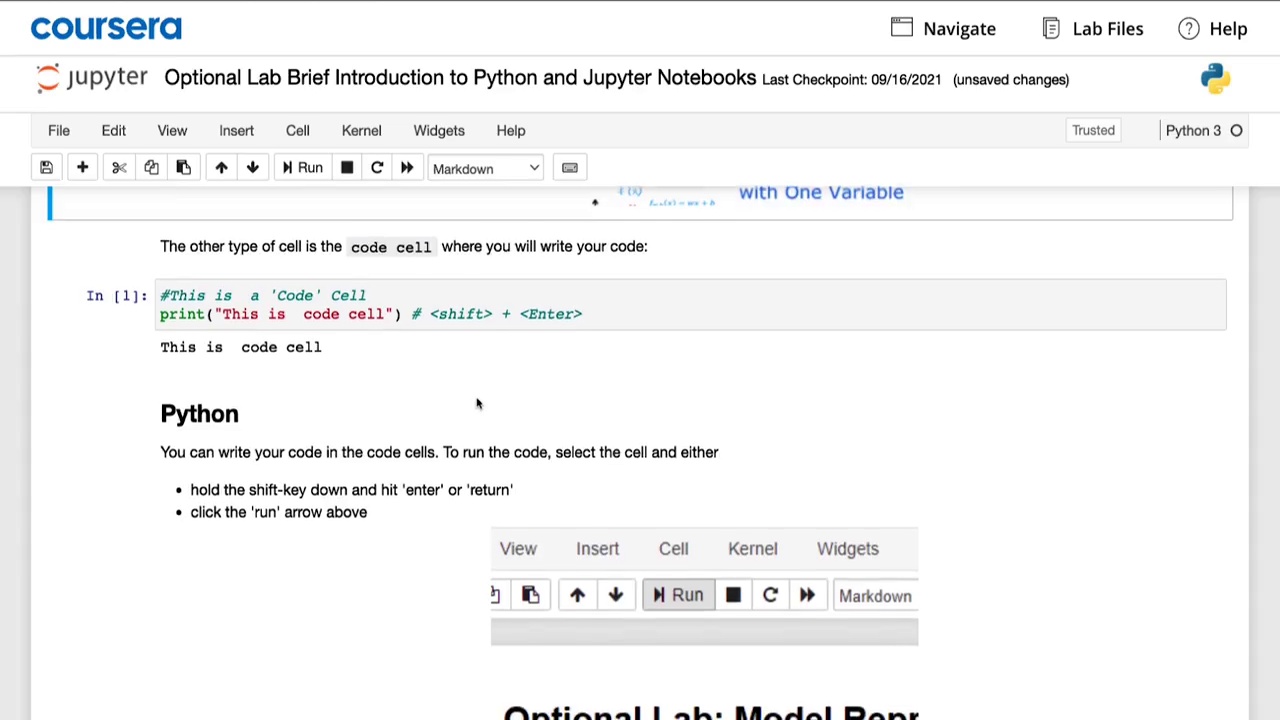 coursera
Navigate
Lab Files
Help
jupyter Optional Lab Brief Introduction to Python and Jupyter Notebooks Last Checkpoint: 09/16/2021 (unsaved changes)
File Edit View Insert Cell Kernel Widgets Help
Trusted
Python 3
Run
Markdown
with One Variable
The other type of cell is the code cell where you will write your code:
In [1]: #This is  a 'Code' Cell
print("This is  code cell") # <shift> + <Enter>
This is  code cell
Python
You can write your code in the code cells. To run the code, select the cell and either
• hold the shift-key down and hit 'enter' or 'return'
• click the 'run' arrow above
View Insert Cell Kernel Widgets
Run
Markdown
Optional Lab: Model Repr